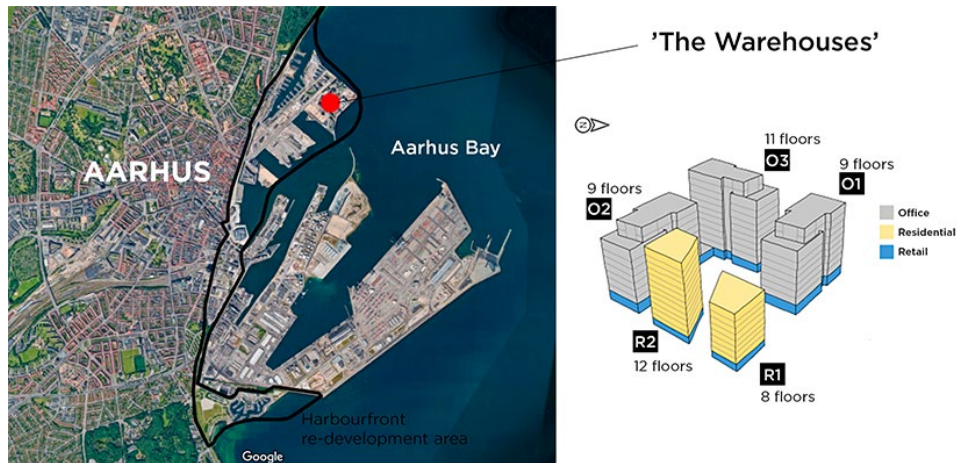 'The Warehouses'
AARHUS
Aarhus Bay
Harbourfront
re-development area
Google
N
11 floors
O3
9 floors
O1
9 floors
O2
Office
Residential
Retail
R2
12 floors
R1
8 floors